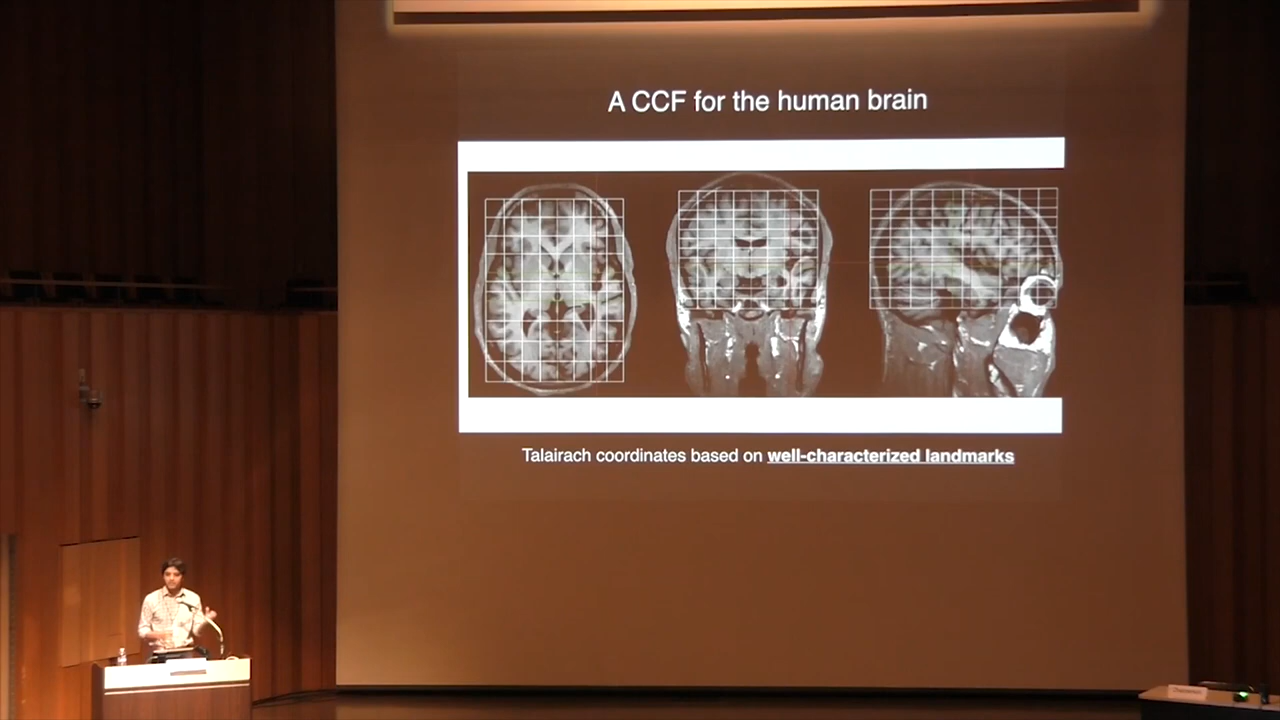 A CCF for the human brain
Talairach coordinates based on well-characterized landmarks